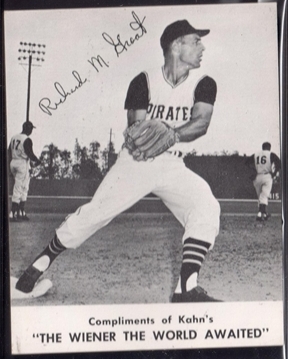 Richard M. Groat
17
PIRATES
16
Compliments of Kahn's
"THE WIENER THE WORLD AWAITED"